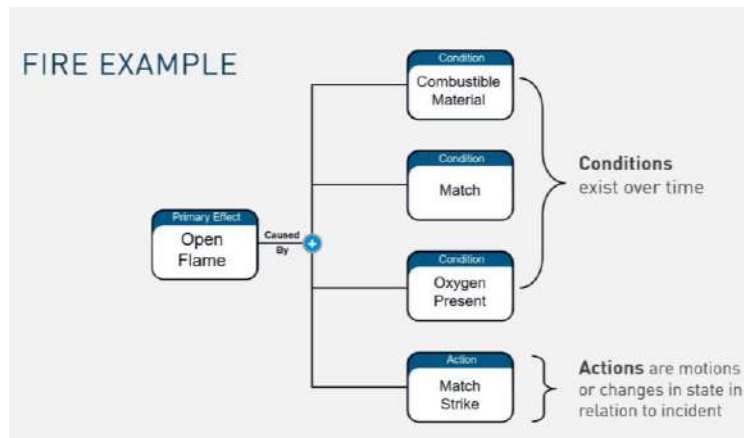 FIRE EXAMPLE
Condition
Combustible
Material
Condition
Match
Conditions
exist over time
Primary Effect
Open
Flame
Caused
By
Condition
Oxygen
Present
Action
Match
Strike
Actions are motions
or changes in state in
relation to incident